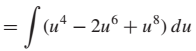 = ∫ (u⁴ − 2u⁶ + u⁸) du